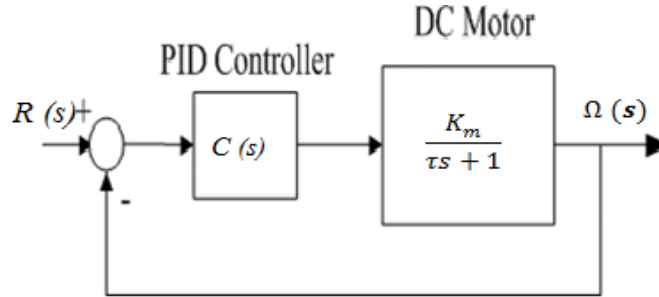 DC Motor
PID Controller
R (s)+
C (s)
K_m
τs + 1
Ω (s)
-